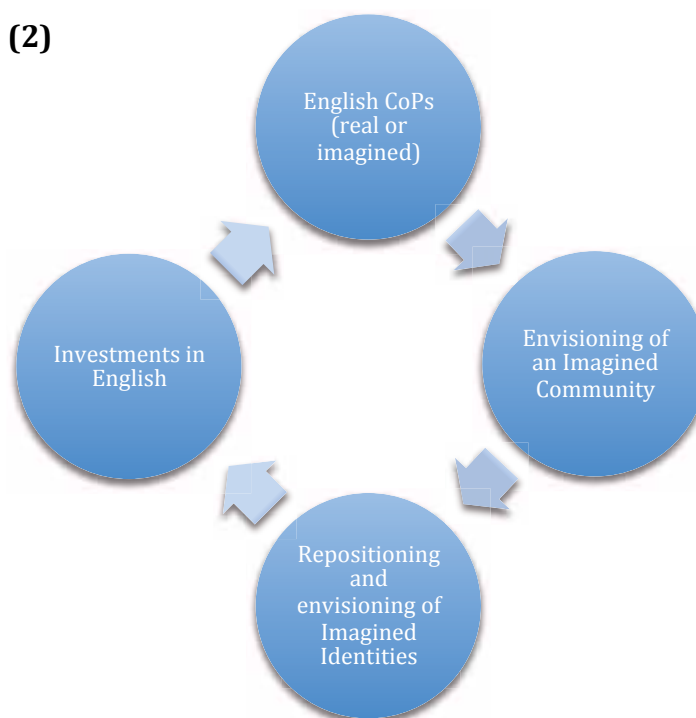 (2)
English CoPs
(real or
imagined)
Envisioning of
an Imagined
Community
Repositioning
and
envisioning of
Imagined
Identities
Investments in
English